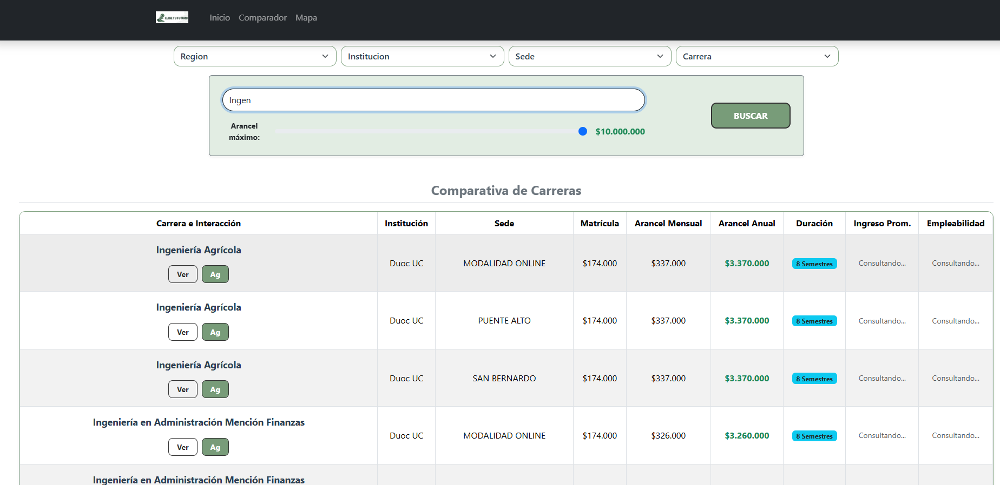 ELIGE TU FUTURO
Inicio Comparador Mapa
Region Institucion Sede Carrera
Ingen
Arancel
máximo:
$10.000.000
BUSCAR
Comparativa de Carreras
Carrera e Interacción Institución Sede Matrícula Arancel Mensual Arancel Anual Duración Ingreso Prom. Empleabilidad
Ingeniería Agrícola
Ver Ag
Duoc UC MODALIDAD ONLINE $174.000 $337.000 $3.370.000 8 Semestres Consultando... Consultando...
Ingeniería Agrícola
Ver Ag
Duoc UC PUENTE ALTO $174.000 $337.000 $3.370.000 8 Semestres Consultando... Consultando...
Ingeniería Agrícola
Ver Ag
Duoc UC SAN BERNARDO $174.000 $337.000 $3.370.000 8 Semestres Consultando... Consultando...
Ingeniería en Administración Mención Finanzas
Ver Ag
Duoc UC MODALIDAD ONLINE $174.000 $326.000 $3.260.000 8 Semestres Consultando... Consultando...
Ingeniería en Administración Mención Finanzas